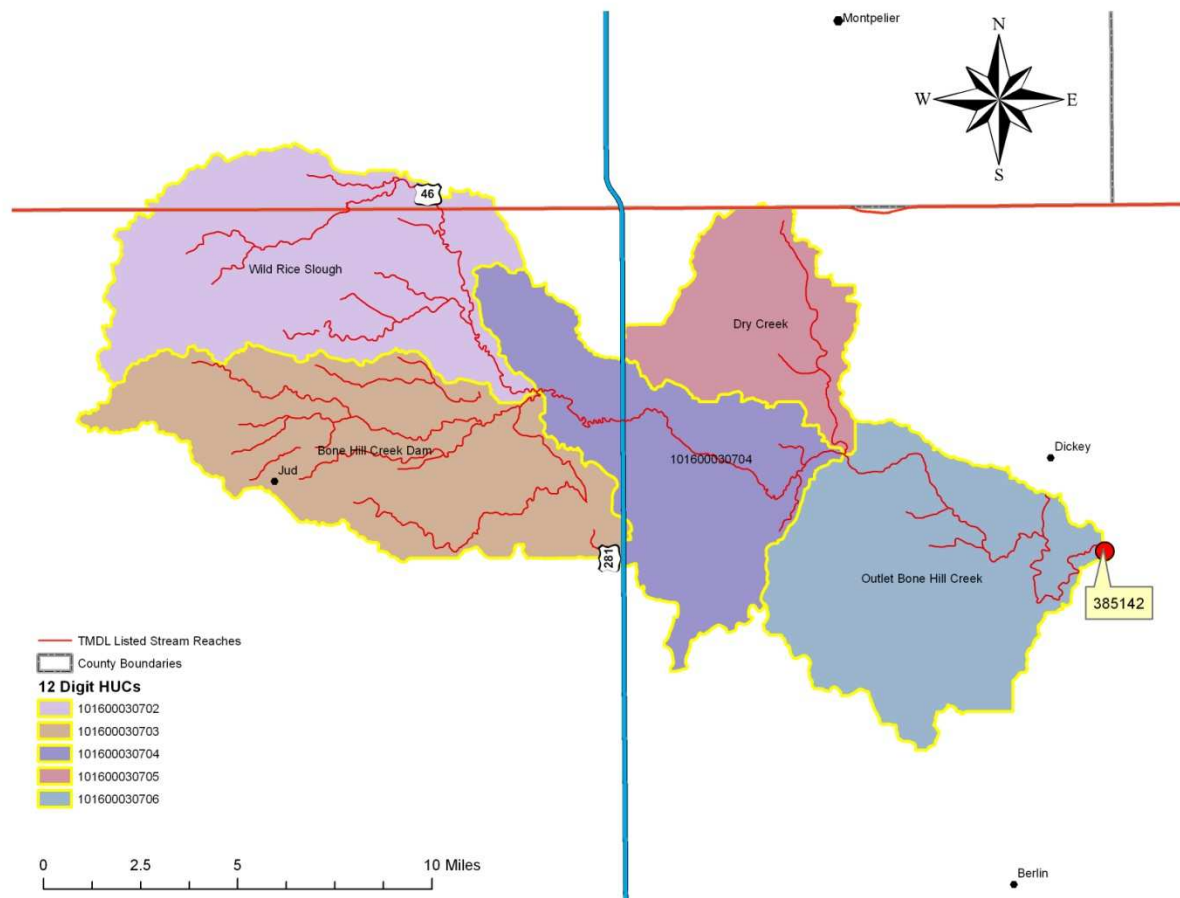 Montpelier
N
W
E
S
46
Wild Rice Slough
Dry Creek
Bone Hill Creek Dam
101600030704
Jud
Dickey
281
Outlet Bone Hill Creek
385142
TMDL Listed Stream Reaches
County Boundaries
12 Digit HUCs
101600030702
101600030703
101600030704
101600030705
101600030706
0 2.5 5 10 Miles
Berlin